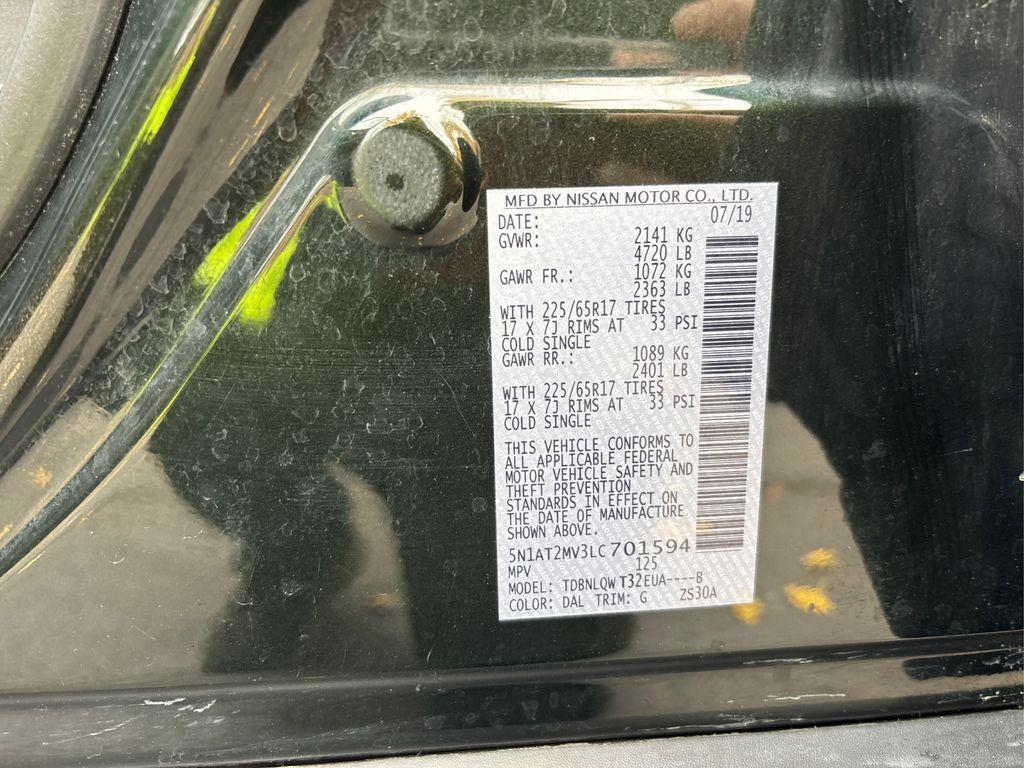 MFD BY NISSAN MOTOR CO., LTD.
DATE: 07/19
GVWR: 2141 KG
4720 LB
GAWR FR.: 1072 KG
2363 LB
WITH 225/65R17 TIRES
17 X 7J RIMS AT 33 PSI
COLD SINGLE
GAWR RR.: 1089 KG
2401 LB
WITH 225/65R17 TIRES
17 X 7J RIMS AT 33 PSI
COLD SINGLE
THIS VEHICLE CONFORMS TO
ALL APPLICABLE FEDERAL
MOTOR VEHICLE SAFETY AND
THEFT PREVENTION
STANDARDS IN EFFECT ON
THE DATE OF MANUFACTURE
SHOWN ABOVE.
5N1AT2MV3LC701594
MPV 125
MODEL: TDBNLQWT32EUA----B
COLOR: DAL TRIM: G ZS30A